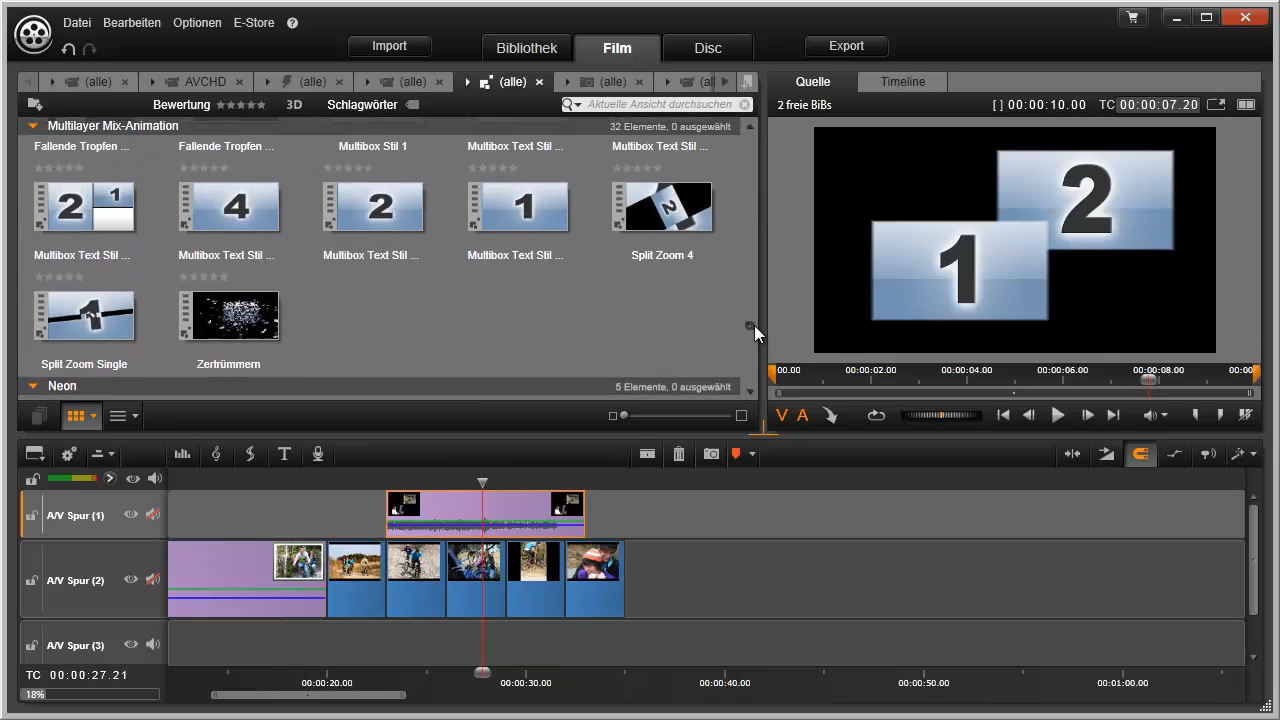 Datei Bearbeiten Optionen E-Store ?
Import Bibliothek Film Disc Export
(alle) AVCHD (alle) (alle) (alle) (alle) (al
Quelle Timeline
Bewertung 3D Schlagwörter Aktuelle Ansicht durchsuchen
2 freie BiBs [ ] 00:00:10.00 TC 00:00:07.20
Multilayer Mix-Animation 32 Elemente, 0 ausgewählt
Fallende Tropfen ... Fallende Tropfen ... Multibox Stil 1 Multibox Text Stil ... Multibox Text Stil ...
2 1 4 2 1 2
Multibox Text Stil ... Multibox Text Stil ... Multibox Text Stil ... Multibox Text Stil ... Split Zoom 4
1
Split Zoom Single Zertrümmern
Neon 5 Elemente, 0 ausgewählt
2
1
00.00 00:00:02.00 00:00:04.00 00:00:06.00 00:00:08.00 00:00
V A
T
A/V Spur (1)
A/V Spur (2)
A/V Spur (3)
TC 00:00:27.21
18%
00:00:20.00 00:00:30.00 00:00:40.00 00:00:50.00 00:01:00.00